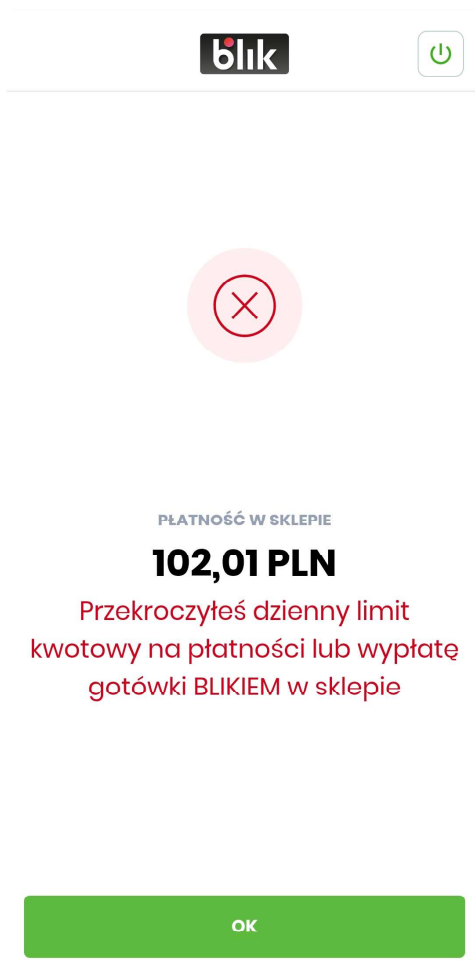 blik
PŁATNOŚĆ W SKLEPIE
102,01 PLN
Przekroczyłeś dzienny limit
kwotowy na płatności lub wypłatę
gotówki BLIKIEM w sklepie
OK